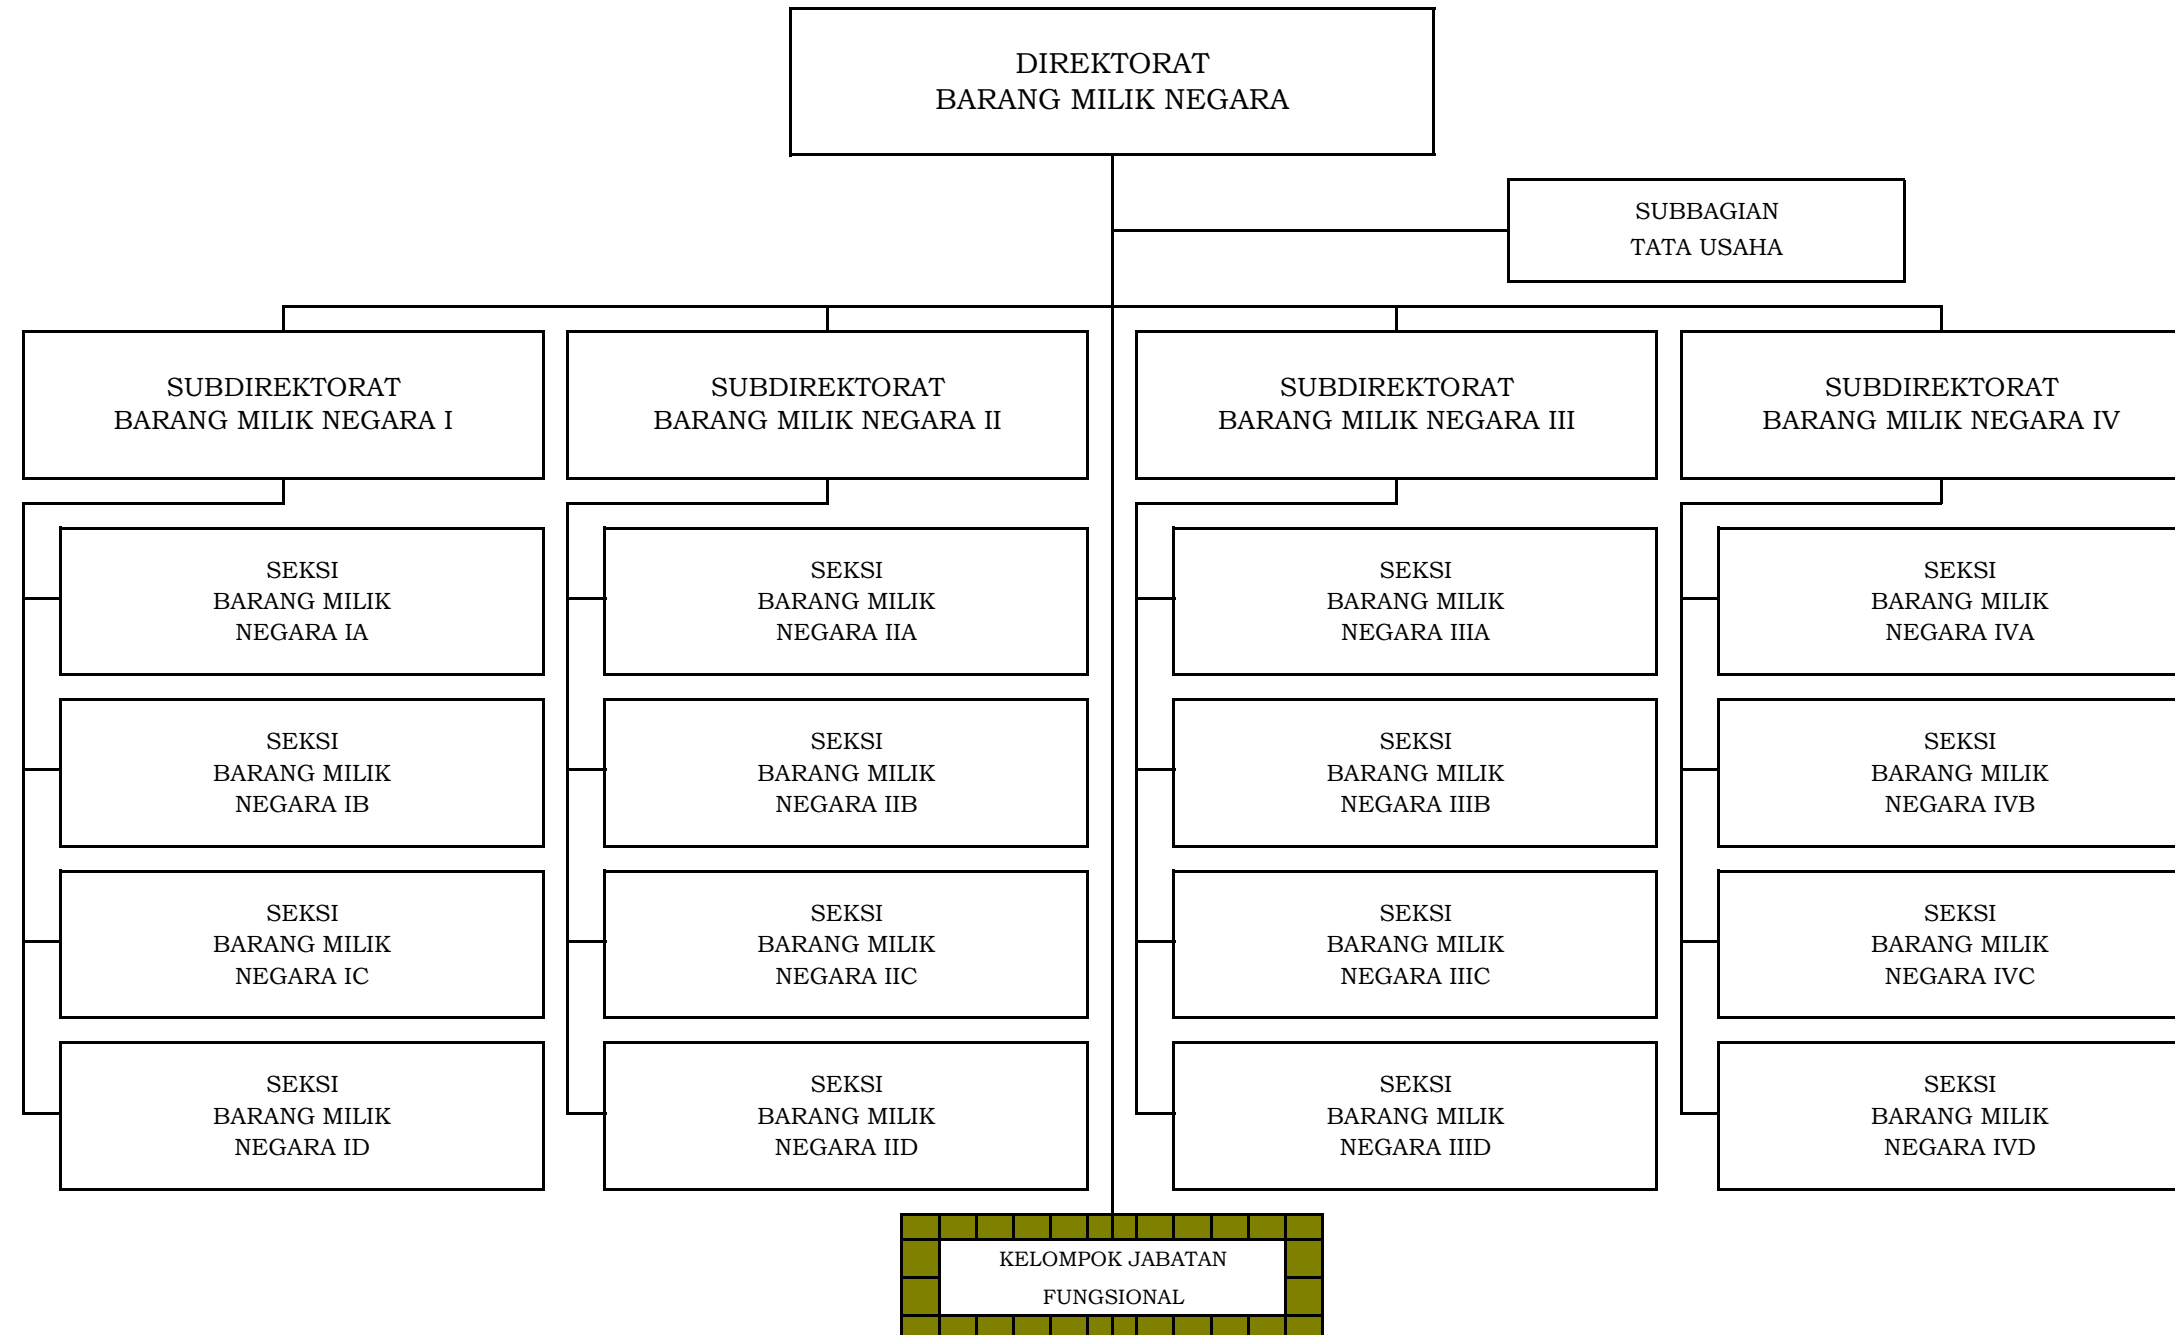 DIREKTORAT
BARANG MILIK NEGARA
SUBBAGIAN
TATA USAHA
SUBDIREKTORAT
BARANG MILIK NEGARA I
SUBDIREKTORAT
BARANG MILIK NEGARA II
SUBDIREKTORAT
BARANG MILIK NEGARA III
SUBDIREKTORAT
BARANG MILIK NEGARA IV
SEKSI
BARANG MILIK
NEGARA IA
SEKSI
BARANG MILIK
NEGARA IIA
SEKSI
BARANG MILIK
NEGARA IIIA
SEKSI
BARANG MILIK
NEGARA IVA
SEKSI
BARANG MILIK
NEGARA IB
SEKSI
BARANG MILIK
NEGARA IIB
SEKSI
BARANG MILIK
NEGARA IIIB
SEKSI
BARANG MILIK
NEGARA IVB
SEKSI
BARANG MILIK
NEGARA IC
SEKSI
BARANG MILIK
NEGARA IIC
SEKSI
BARANG MILIK
NEGARA IIIC
SEKSI
BARANG MILIK
NEGARA IVC
SEKSI
BARANG MILIK
NEGARA ID
SEKSI
BARANG MILIK
NEGARA IID
SEKSI
BARANG MILIK
NEGARA IIID
SEKSI
BARANG MILIK
NEGARA IVD
KELOMPOK JABATAN
FUNGSIONAL